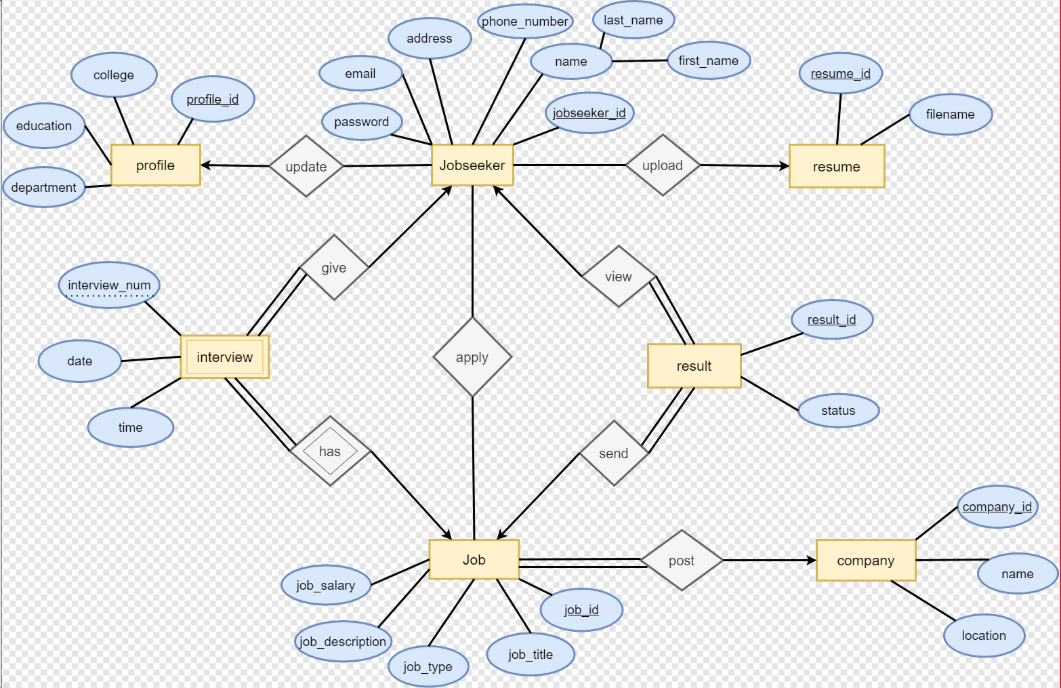 phone_number
last_name
address
name
first_name
email
college
resume_id
profile_id
jobseeker_id
filename
education
password
profile
update
Jobseeker
upload
resume
department
give
view
interview_num
result_id
interview
apply
result
date
status
time
has
send
company_id
Job
post
company
name
job_salary
job_id
location
job_description
job_title
job_type